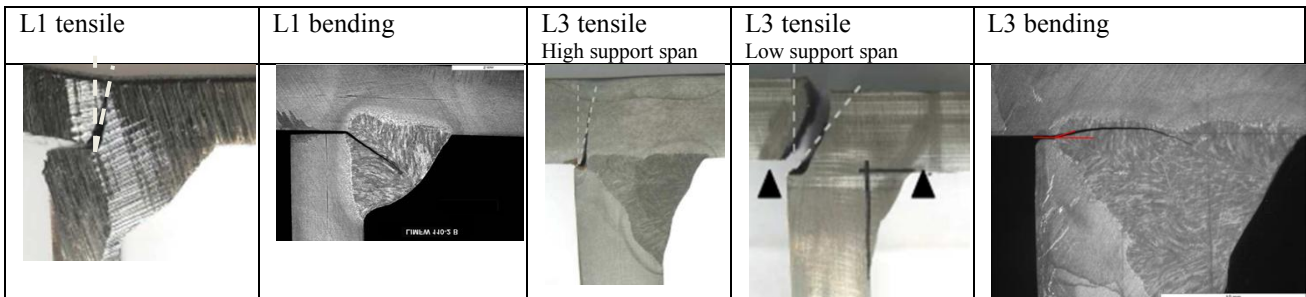 L1 tensile
L1 bending
L3 tensile
High support span
L3 tensile
Low support span
L3 bending